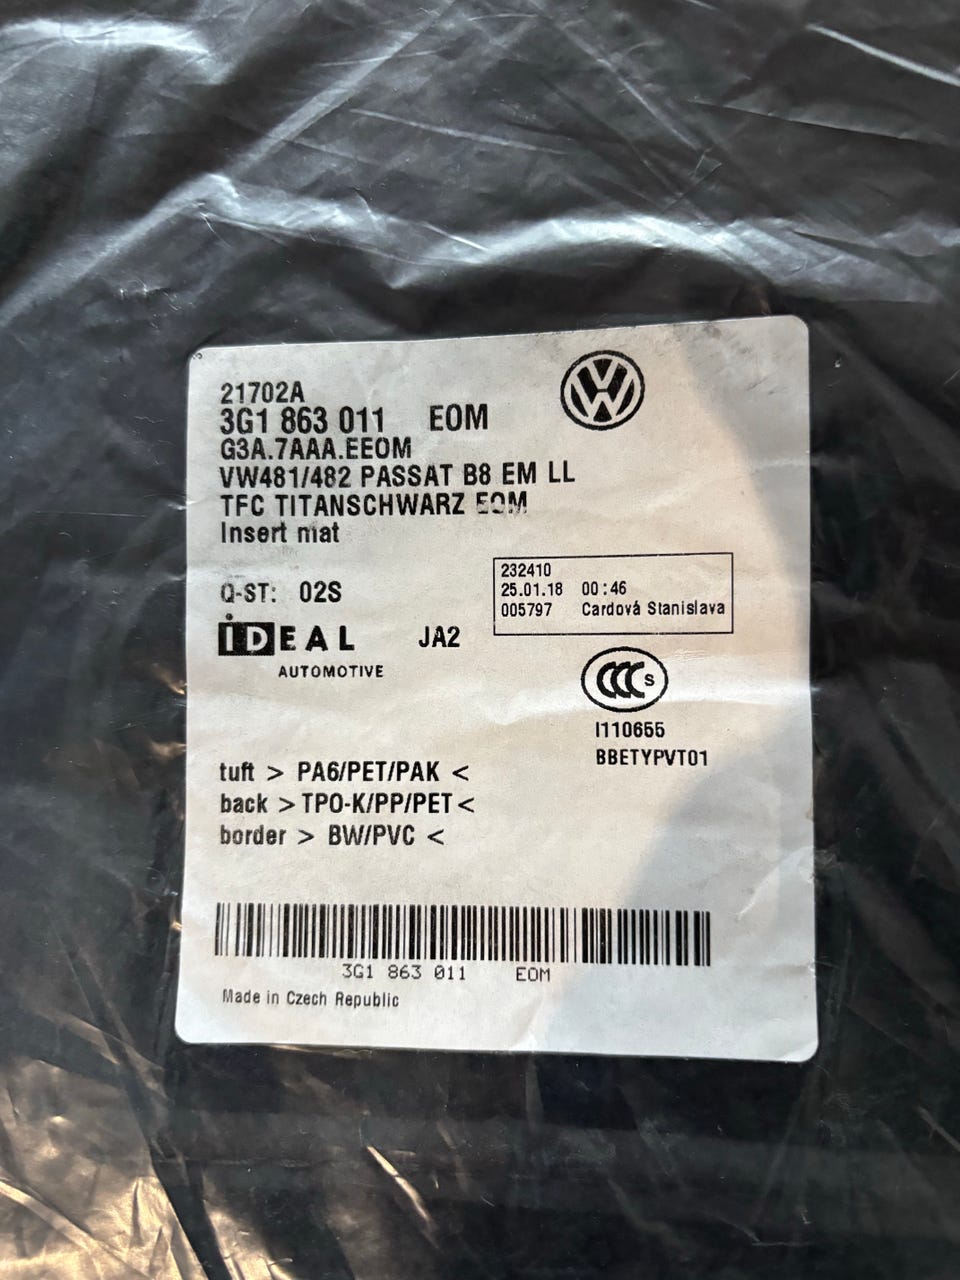 21702A
3G1 863 011 EOM
G3A.7AAA.EEOM
VW481/482 PASSAT B8 EM LL
TFC TITANSCHWARZ EOM
Insert mat
232410
25.01.18 00:46
005797 Cardová Stanislava
Q-ST: 02S
iDEAL JA2
AUTOMOTIVE
CCC S
I110655
BBETYPVT01
tuft > PA6/PET/PAK <
back > TPO-K/PP/PET <
border > BW/PVC <
3G1 863 011 EOM
Made in Czech Republic